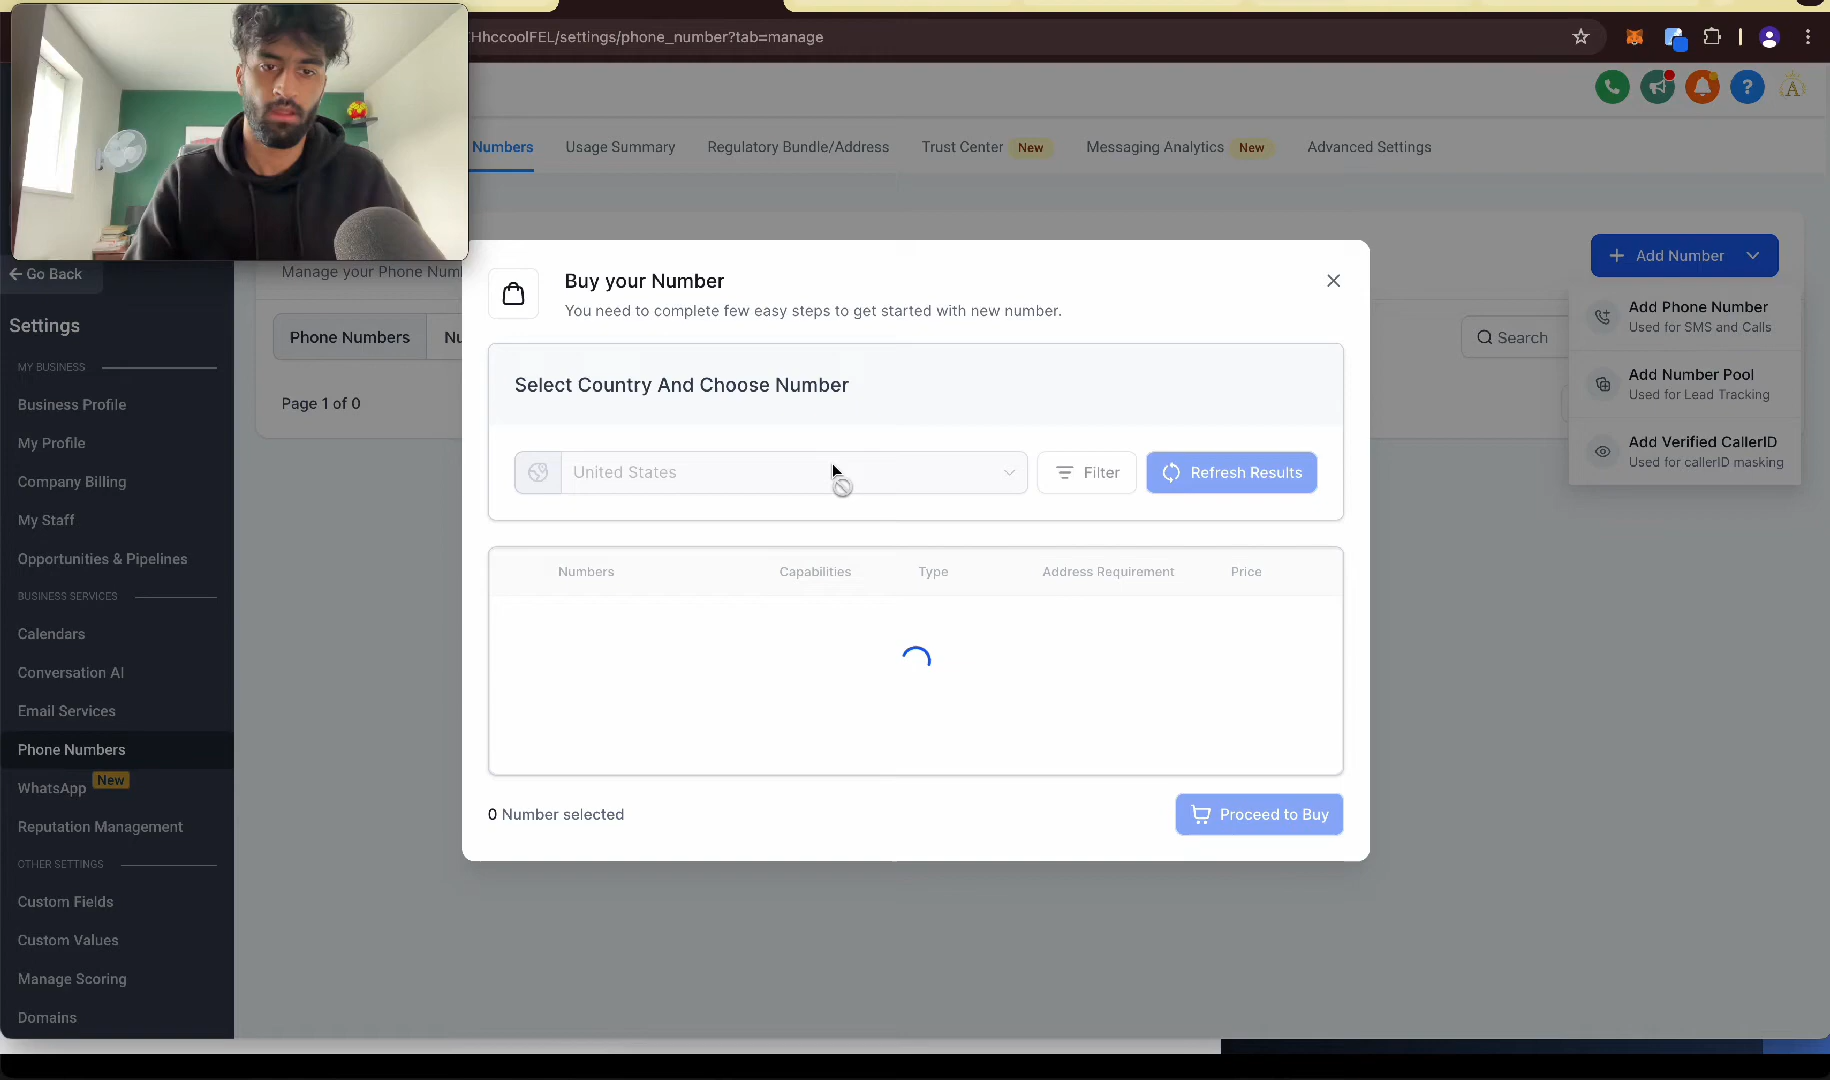 HhccoolFEL/settings/phone_number?tab=manage
Numbers
Usage Summary
Regulatory Bundle/Address
Trust Center New
Messaging Analytics New
Advanced Settings
Go Back
Manage your Phone Num
Add Number
Settings
MY BUSINESS
Business Profile
My Profile
Company Billing
My Staff
Opportunities & Pipelines
BUSINESS SERVICES
Calendars
Conversation AI
Email Services
Phone Numbers
WhatsApp New
Reputation Management
OTHER SETTINGS
Custom Fields
Custom Values
Manage Scoring
Domains
Phone Numbers
Nu
Page 1 of 0
Search
Add Phone Number
Used for SMS and Calls
Add Number Pool
Used for Lead Tracking
Add Verified CallerID
Used for callerID masking
Buy your Number
You need to complete few easy steps to get started with new number.
Select Country And Choose Number
United States
Filter
Refresh Results
Numbers
Capabilities
Type
Address Requirement
Price
0 Number selected
Proceed to Buy